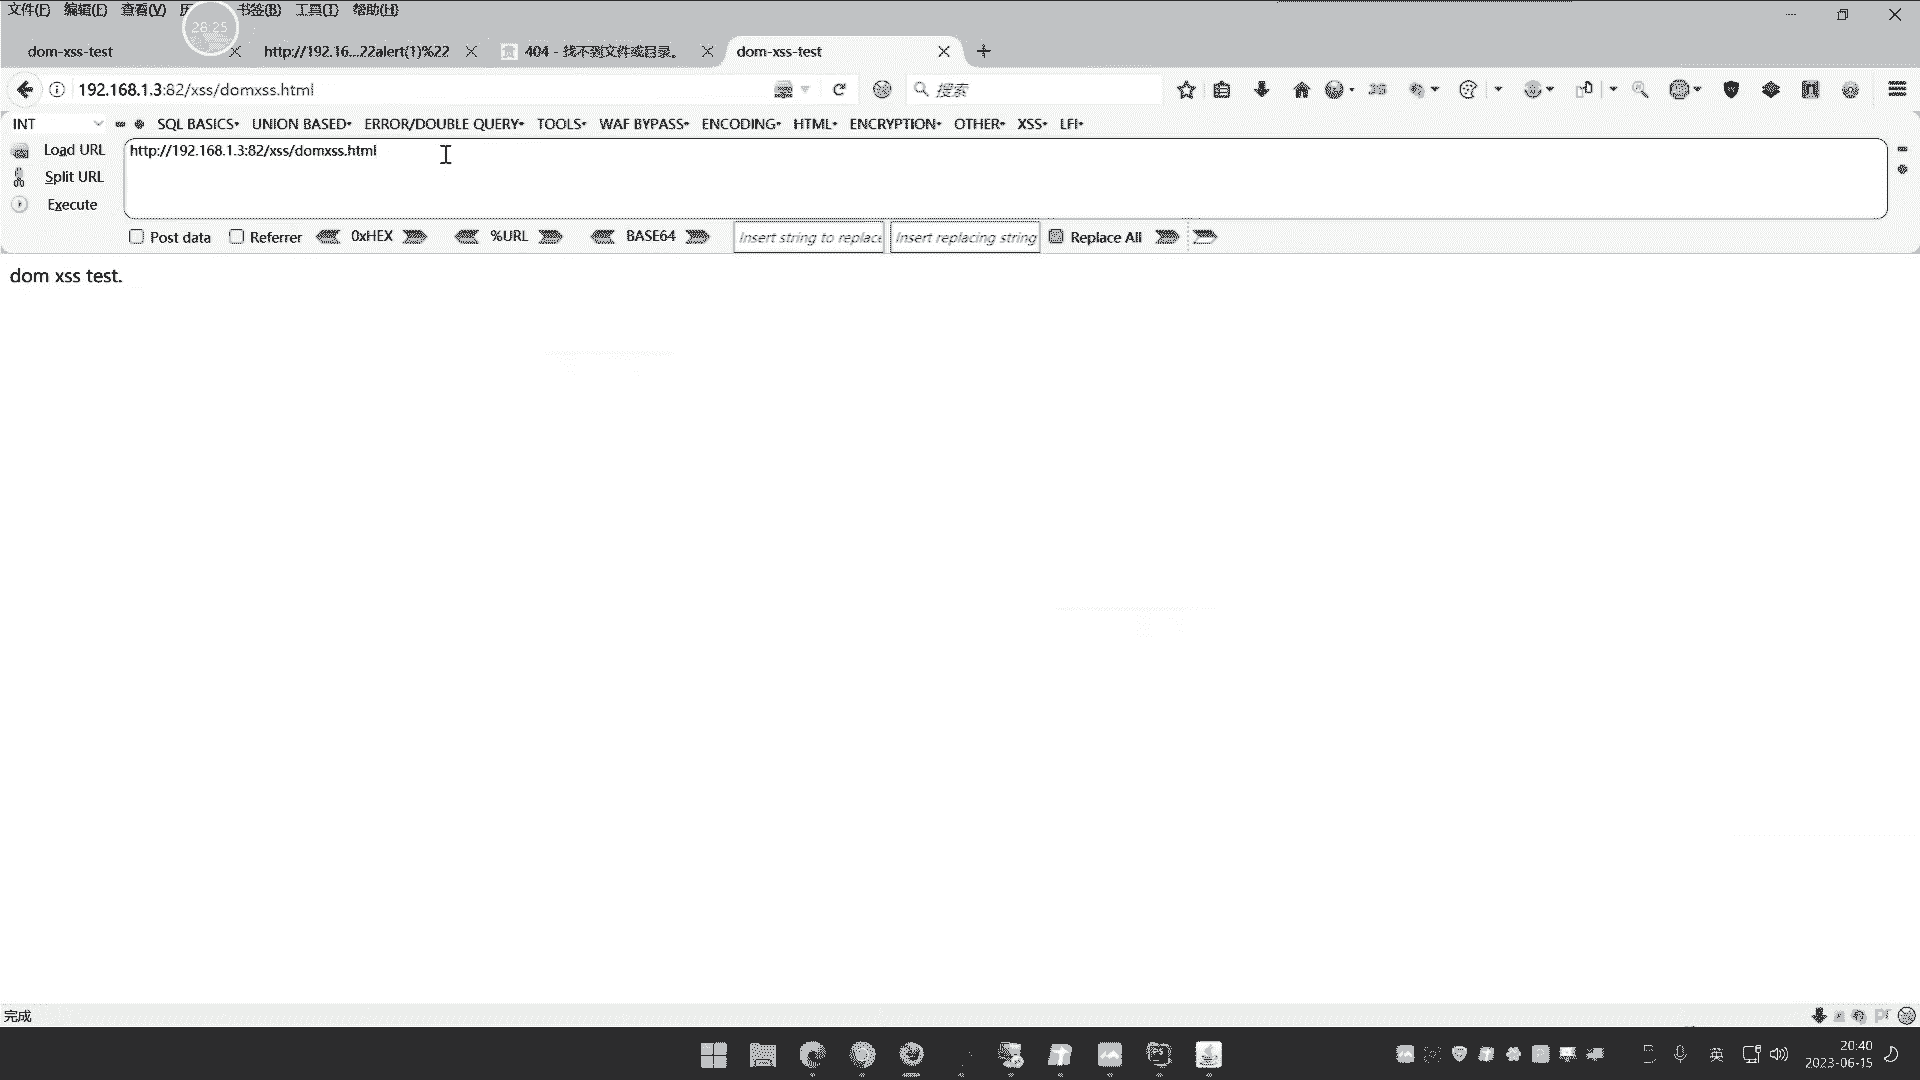 文件(F) 编辑(E) 查看(V) 历 书签(B) 工具(T) 帮助(H)
28:25
dom-xss-test http://192.16...22alert(1)%22 404 - 找不到文件或目录。 dom-xss-test
192.168.1.3:82/xss/domxss.html 搜索
INT SQL BASICS UNION BASED ERROR/DOUBLE QUERY TOOLS WAF BYPASS ENCODING HTML ENCRYPTION OTHER XSS LFI
Load URL http://192.168.1.3:82/xss/domxss.html
Split URL
Execute
Post data Referrer 0xHEX %URL BASE64 Insert string to replace Insert replacing string Replace All
dom xss test.
完成
英 20:40
2023-06-15